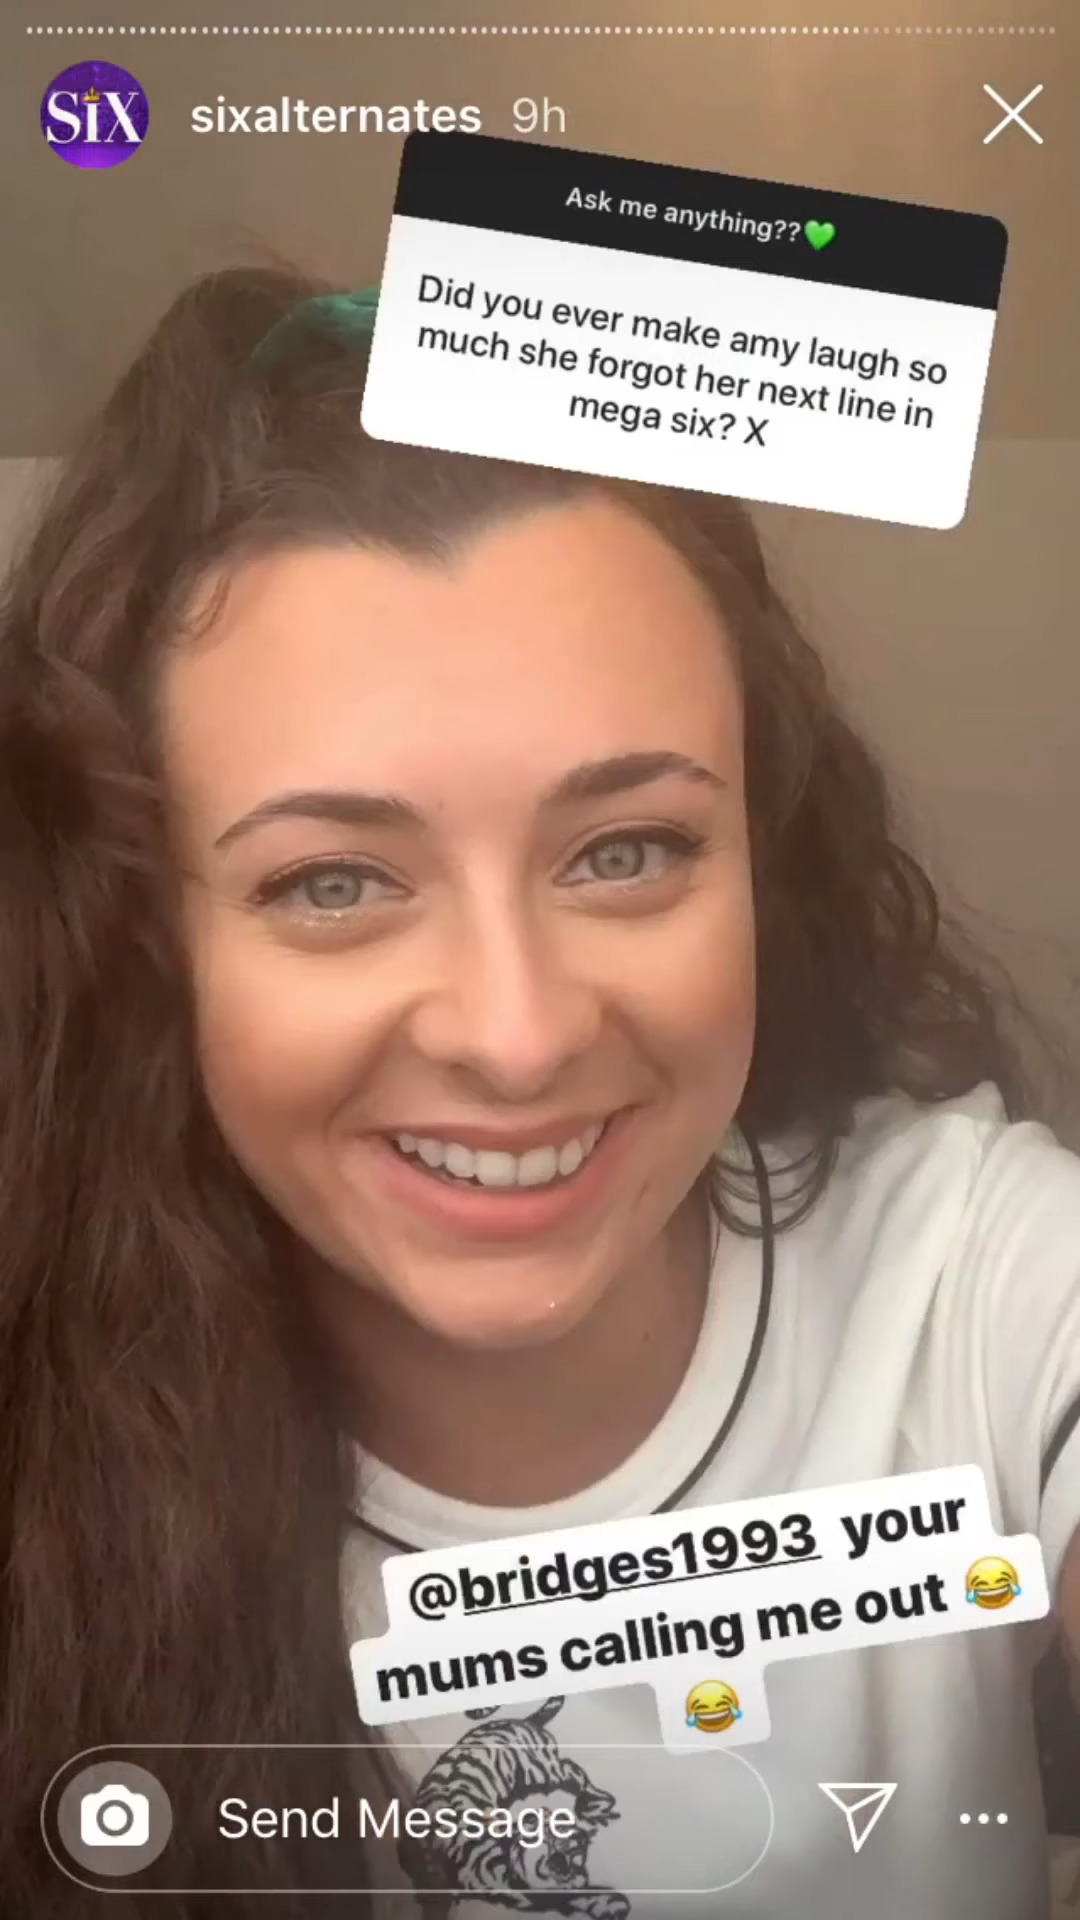 SIX
sixalternates 9h
Ask me anything??💚
Did you ever make amy laugh so
much she forgot her next line in
mega six? X
@bridges1993 your
mums calling me out 😂
😂
Send Message